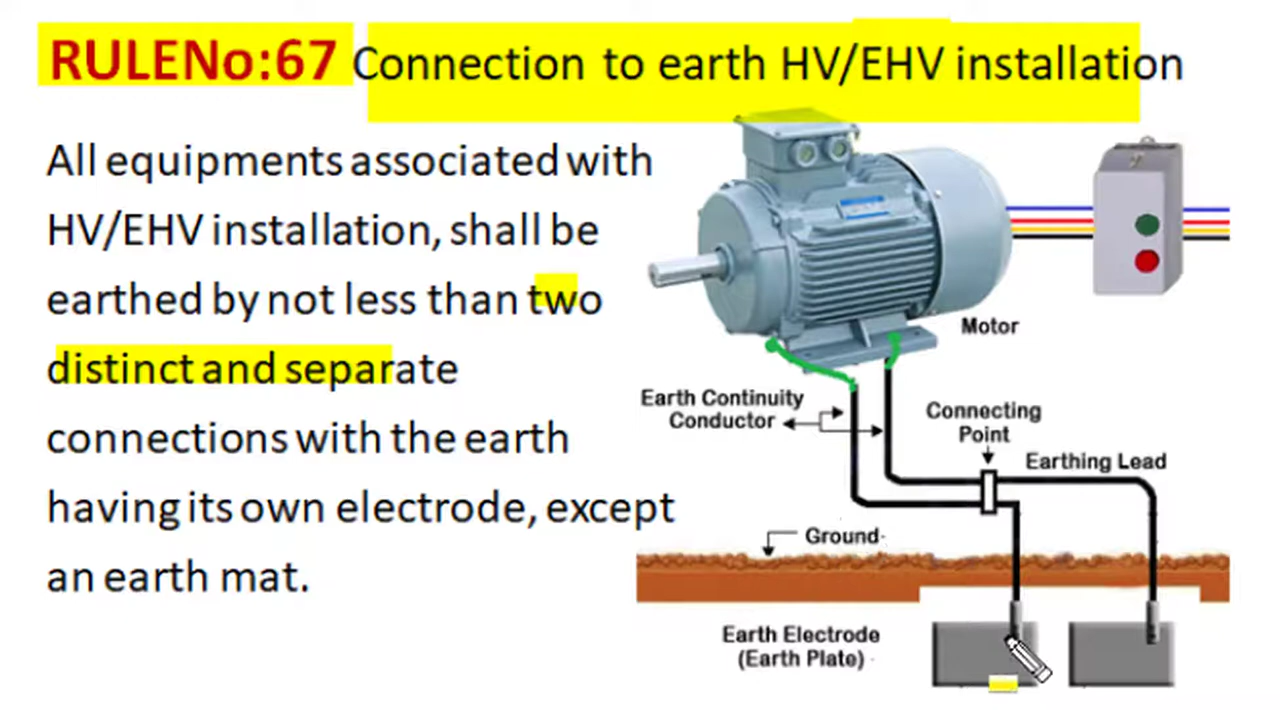 RULENo:67 Connection to earth HV/EHV installation
All equipments associated with
HV/EHV installation, shall be
earthed by not less than two
distinct and separate
connections with the earth
having its own electrode, except
an earth mat.
Motor
Earth Continuity
Conductor
Connecting
Point
Earthing Lead
Ground
Earth Electrode
(Earth Plate)